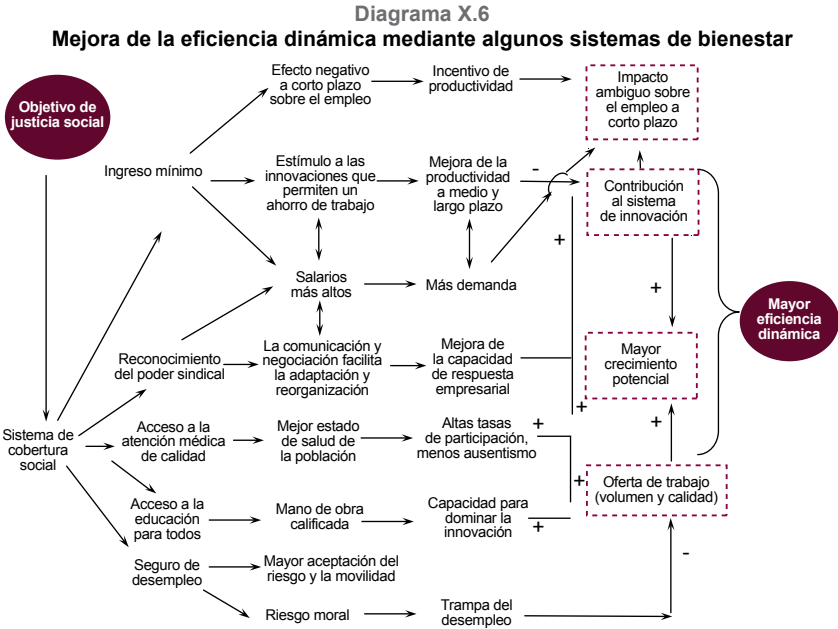 Diagrama X.6
Mejora de la eficiencia dinámica mediante algunos sistemas de bienestar
Objetivo de
justicia social
Efecto negativo
a corto plazo
sobre el empleo
Incentivo de
productividad
Impacto
ambiguo sobre
el empleo a
corto plazo
Ingreso mínimo
Estímulo a las
innovaciones que
permiten un
ahorro de trabajo
Mejora de la
productividad
a medio y
largo plazo
-
Contribución
al sistema
de innovación
+
Salarios
más altos
Más demanda
+
Mayor
eficiencia
dinámica
Reconocimiento
del poder sindical
La comunicación y
negociación facilita
la adaptación y
reorganización
Mejora de
la capacidad
de respuesta
empresarial
Mayor
crecimiento
potencial
+
+
Sistema de
cobertura
social
Acceso a la
atención médica
de calidad
Mejor estado
de salud de
la población
Altas tasas
de participación,
menos ausentismo
+
+
Oferta de trabajo
(volumen y calidad)
Acceso a la
educación
para todos
Mano de obra
calificada
Capacidad para
dominar la
innovación
+
Seguro de
desempleo
Mayor aceptación del
riesgo y la movilidad
-
Riesgo moral
Trampa del
desempleo